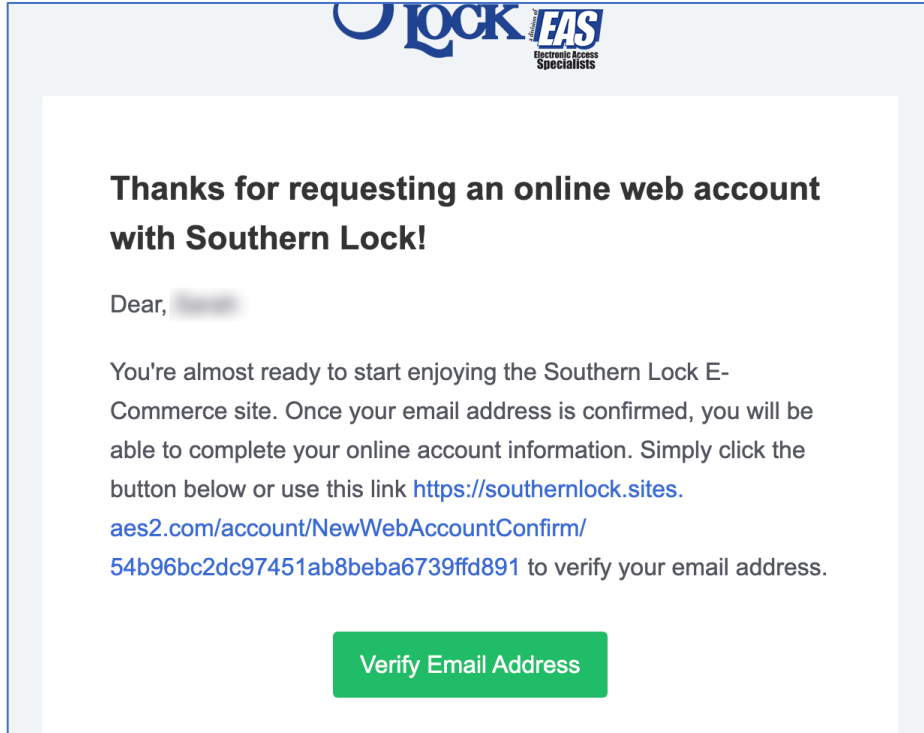 Lock
a division of
EAS
Electronic Access
Specialists
Thanks for requesting an online web account
with Southern Lock!
Dear,
You're almost ready to start enjoying the Southern Lock E-
Commerce site. Once your email address is confirmed, you will be
able to complete your online account information. Simply click the
button below or use this link https://southernlock.sites.
aes2.com/account/NewWebAccountConfirm/
54b96bc2dc97451ab8beba6739ffd891 to verify your email address.
Verify Email Address